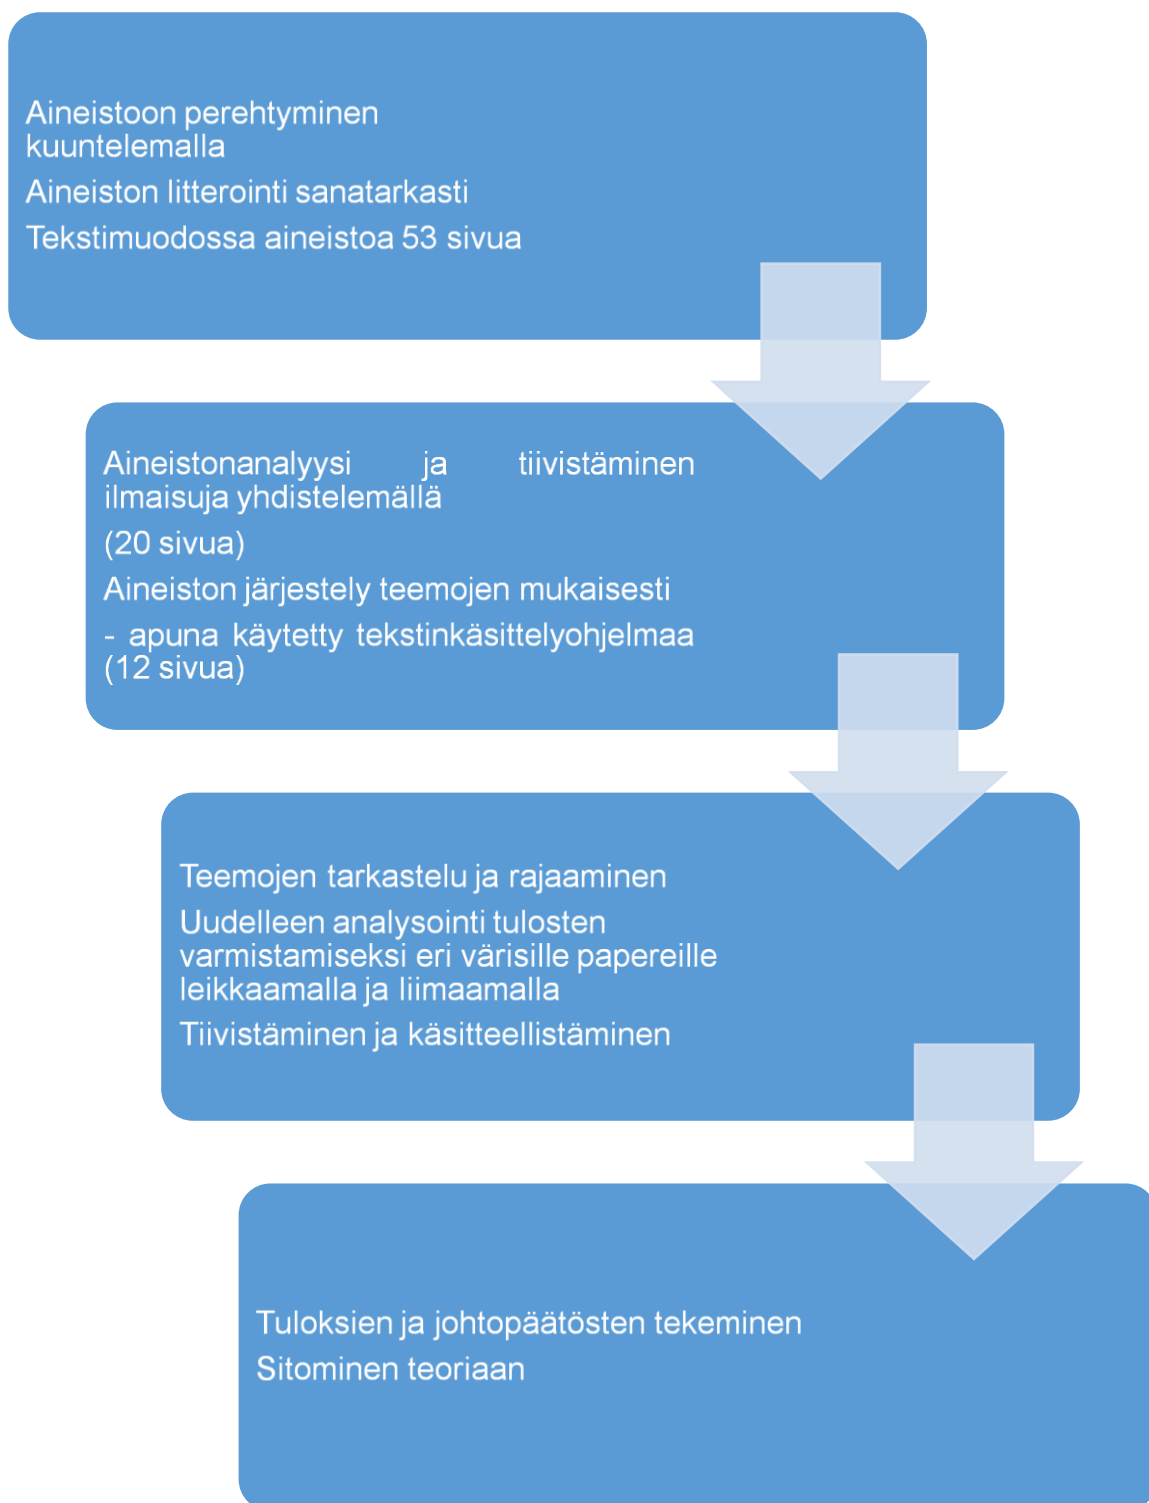 Aineistoon perehtyminen
kuuntelemalla
Aineiston litterointi sanatarkasti
Tekstimuodossa aineistoa 53 sivua
Aineistonanalyysi ja tiivistäminen
ilmaisuja yhdistelemällä
(20 sivua)
Aineiston järjestely teemojen mukaisesti
- apuna käytetty tekstinkäsittelyohjelmaa
(12 sivua)
Teemojen tarkastelu ja rajaaminen
Uudelleen analysointi tulosten
varmistamiseksi eri värisille papereille
leikkaamalla ja liimaamalla
Tiivistäminen ja käsitteellistäminen
Tuloksien ja johtopäätösten tekeminen
Sitominen teoriaan